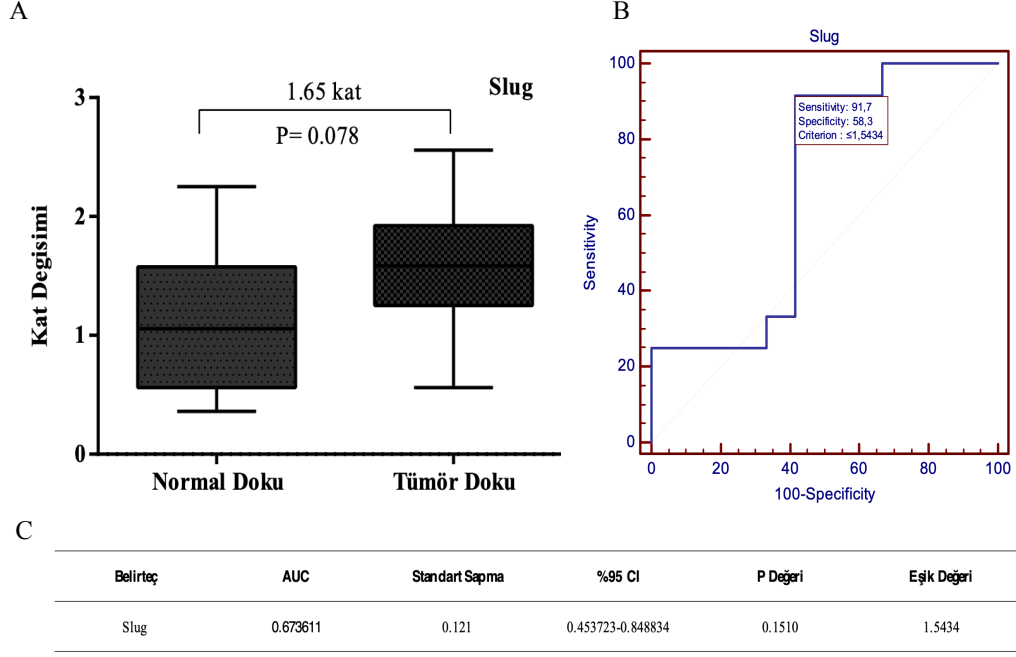 A
Slug
1.65 kat
P= 0.078
3
2
1
0
Kat Degisimi
Normal Doku Tümör Doku
B
Slug
100
80
60
40
20
0
Sensitivity
Sensitivity: 91,7
Specificity: 58,3
Criterion : ≤1,5434
0 20 40 60 80 100
100-Specificity
C
Belirteç AUC Standart Sapma %95 CI P Değeri Eşik Değeri
Slug 0.673611 0.121 0.453723-0.848834 0.1510 1.5434